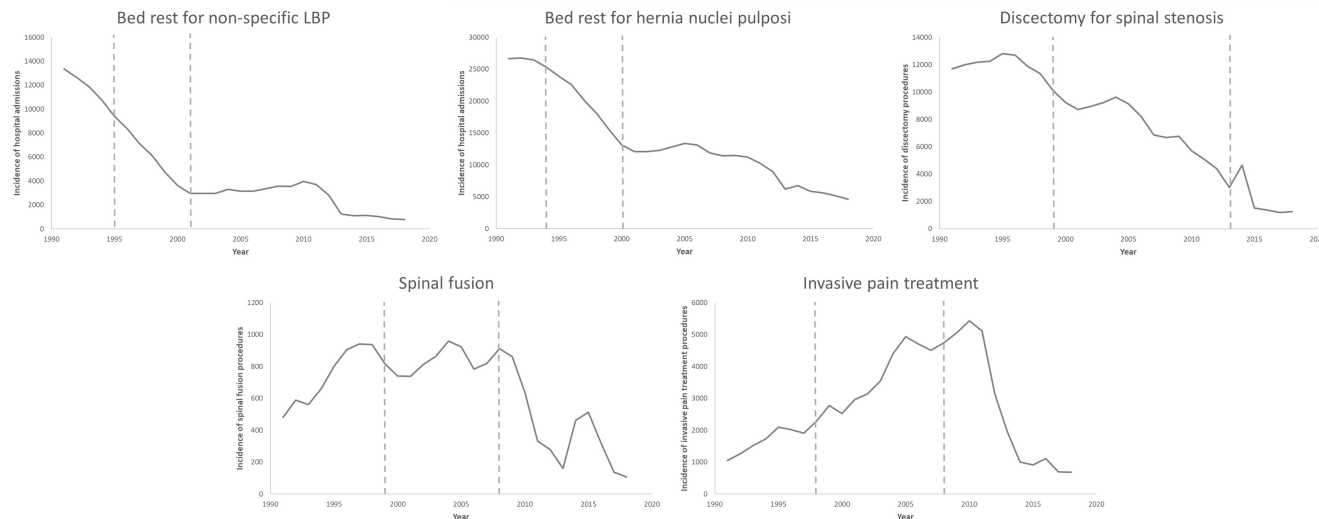 Bed rest for non-specific LBP
Incidence of hospital admissions
16000
14000
12000
10000
8000
6000
4000
2000
0
1990 1995 2000 2005 2010 2015 2020
Year
Bed rest for hernia nuclei pulposi
Incidence of hospital admissions
30000
25000
20000
15000
10000
5000
0
1990 1995 2000 2005 2010 2015 2020
Year
Discectomy for spinal stenosis
Incidence of discectomy procedures
14000
12000
10000
8000
6000
4000
2000
0
1990 1995 2000 2005 2010 2015 202
Year
Spinal fusion
Incidence of spinal fusion procedures
1200
1000
800
600
400
200
0
1990 1995 2000 2005 2010 2015 2020
Year
Invasive pain treatment
Incidence of invasive pain treatment procedures
6000
5000
4000
3000
2000
1000
0
1990 1995 2000 2005 2010 2015 2020
Year